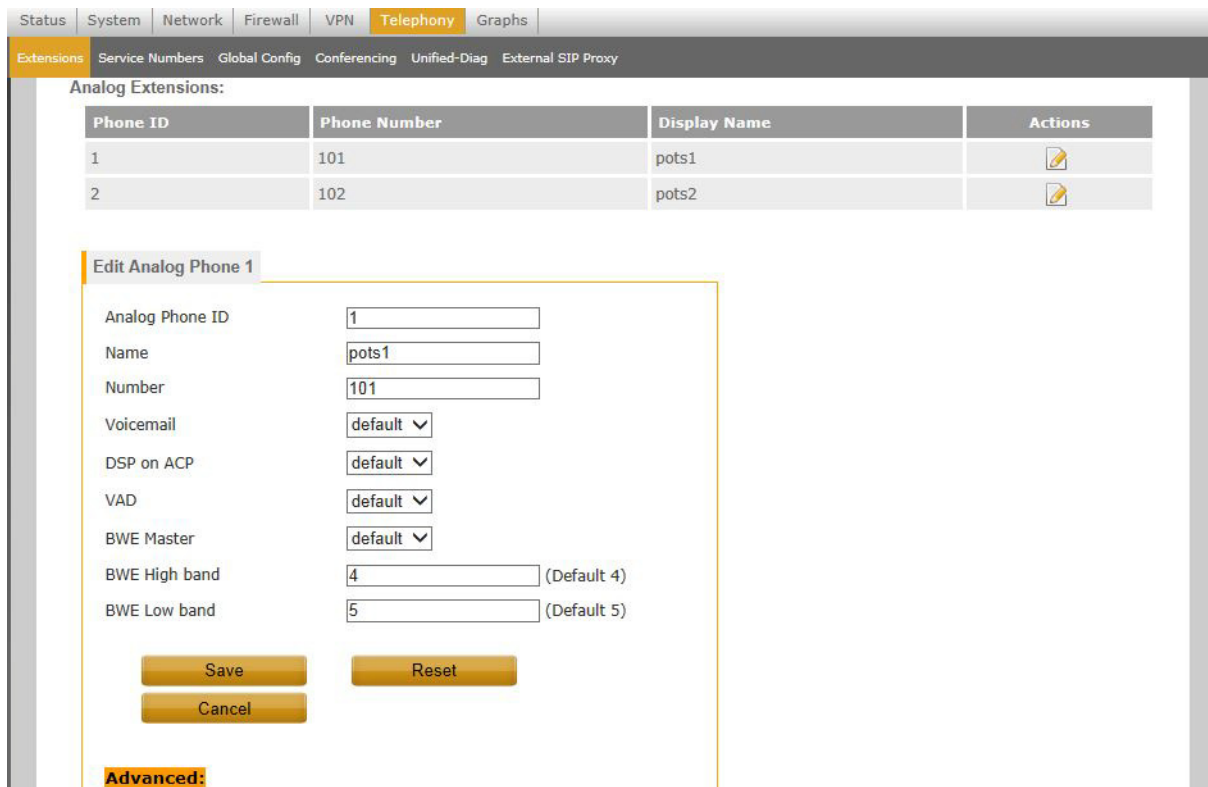 Status System Network Firewall VPN Telephony Graphs
Extensions Service Numbers Global Config Conferencing Unified-Diag External SIP Proxy
Analog Extensions:
Phone ID Phone Number Display Name Actions
1 101 pots1
2 102 pots2
Edit Analog Phone 1
Analog Phone ID 1
Name pots1
Number 101
Voicemail default
DSP on ACP default
VAD default
BWE Master default
BWE High band 4 (Default 4)
BWE Low band 5 (Default 5)
Save Reset
Cancel
Advanced: